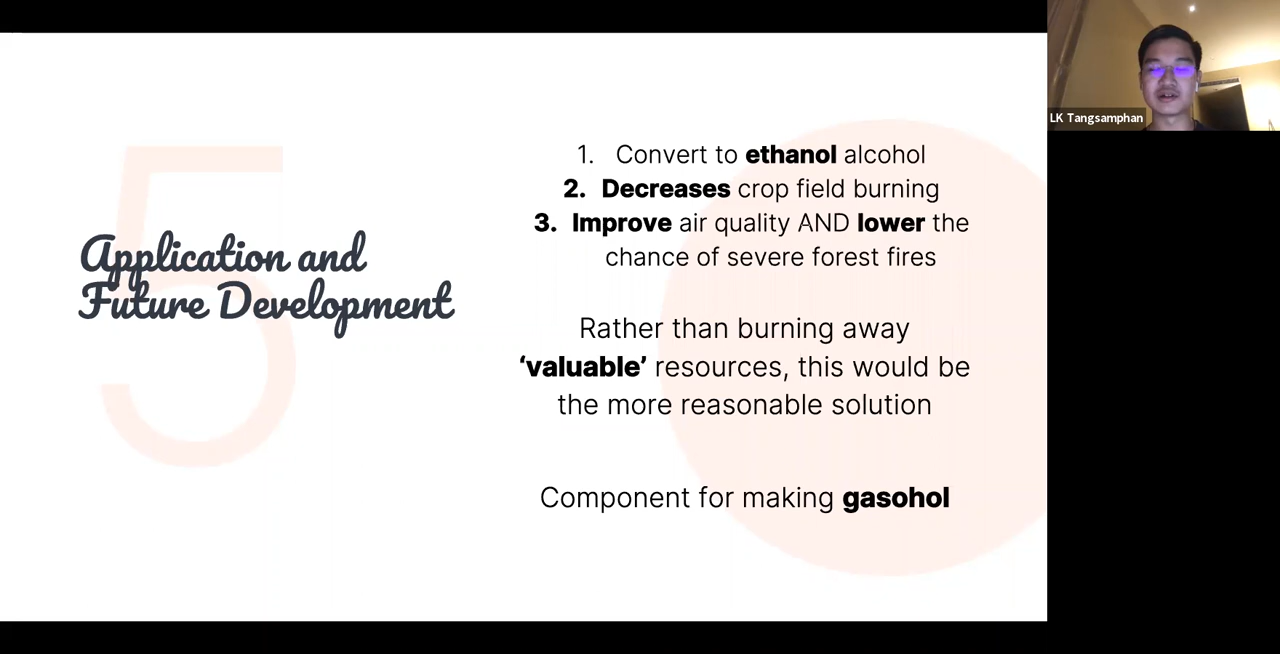 5
Application and
Future Development
1. Convert to ethanol alcohol
2. Decreases crop field burning
3. Improve air quality AND lower the
chance of severe forest fires
Rather than burning away
‘valuable’ resources, this would be
the more reasonable solution
Component for making gasohol
LK Tangsamphan